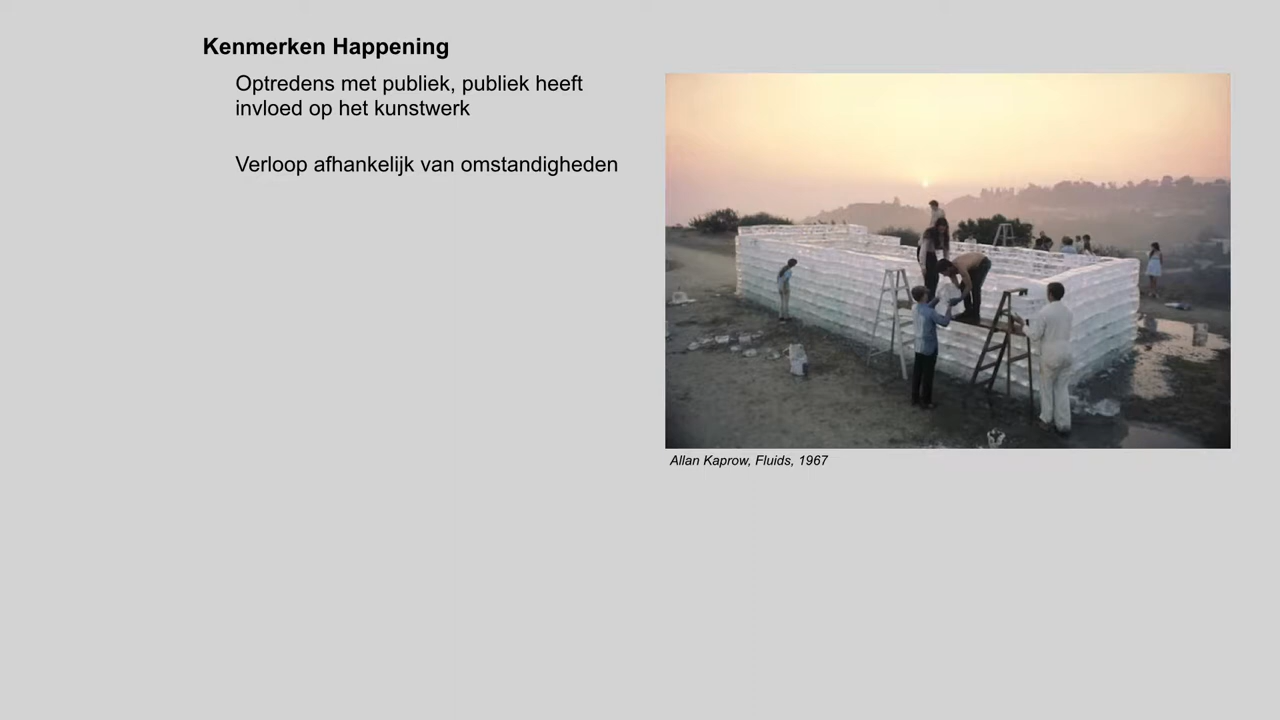 Kenmerken Happening
Optredens met publiek, publiek heeft
invloed op het kunstwerk
Verloop afhankelijk van omstandigheden
Allan Kaprow, Fluids, 1967